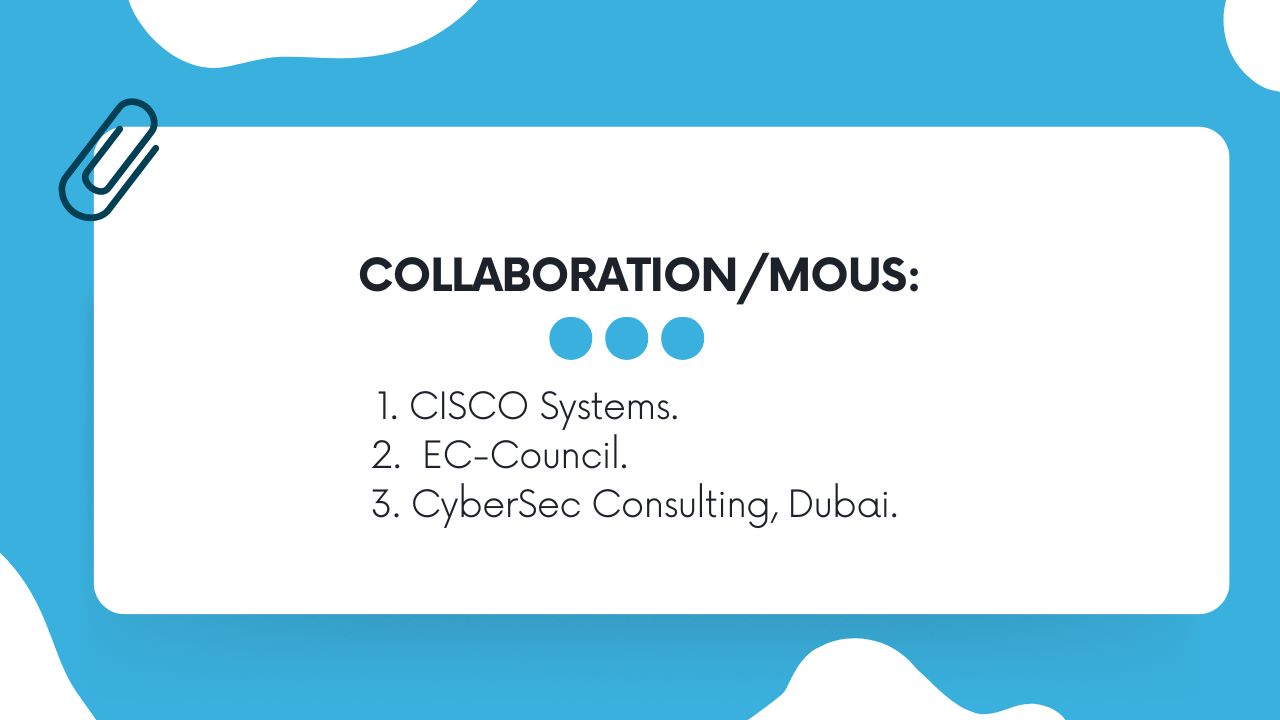 COLLABORATION/MOUS:
1. CISCO Systems.
2. EC-Council.
3. CyberSec Consulting, Dubai.